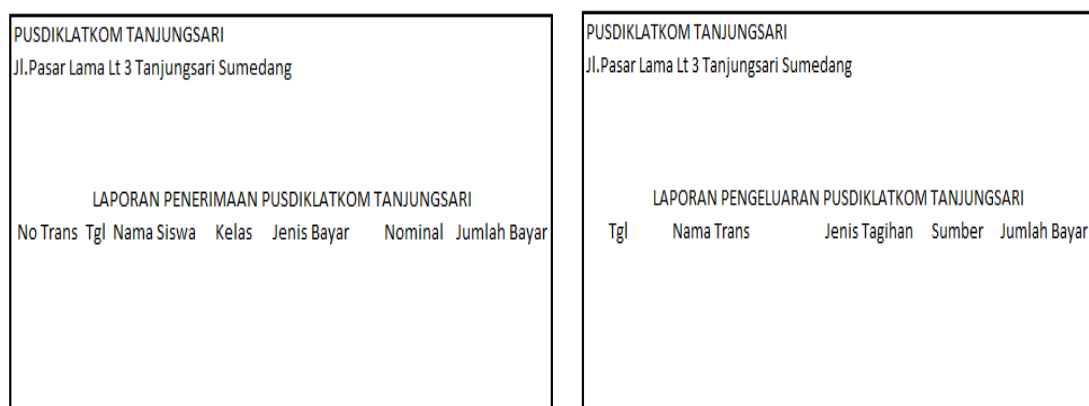 PUSDIKLATKOM TANJUNGSARI
Jl.Pasar Lama Lt 3 Tanjungsari Sumedang
LAPORAN PENERIMAAN PUSDIKLATKOM TANJUNGSARI
No Trans Tgl Nama Siswa Kelas Jenis Bayar Nominal Jumlah Bayar
PUSDIKLATKOM TANJUNGSARI
Jl.Pasar Lama Lt 3 Tanjungsari Sumedang
LAPORAN PENGELUARAN PUSDIKLATKOM TANJUNGSARI
Tgl Nama Trans Jenis Tagihan Sumber Jumlah Bayar